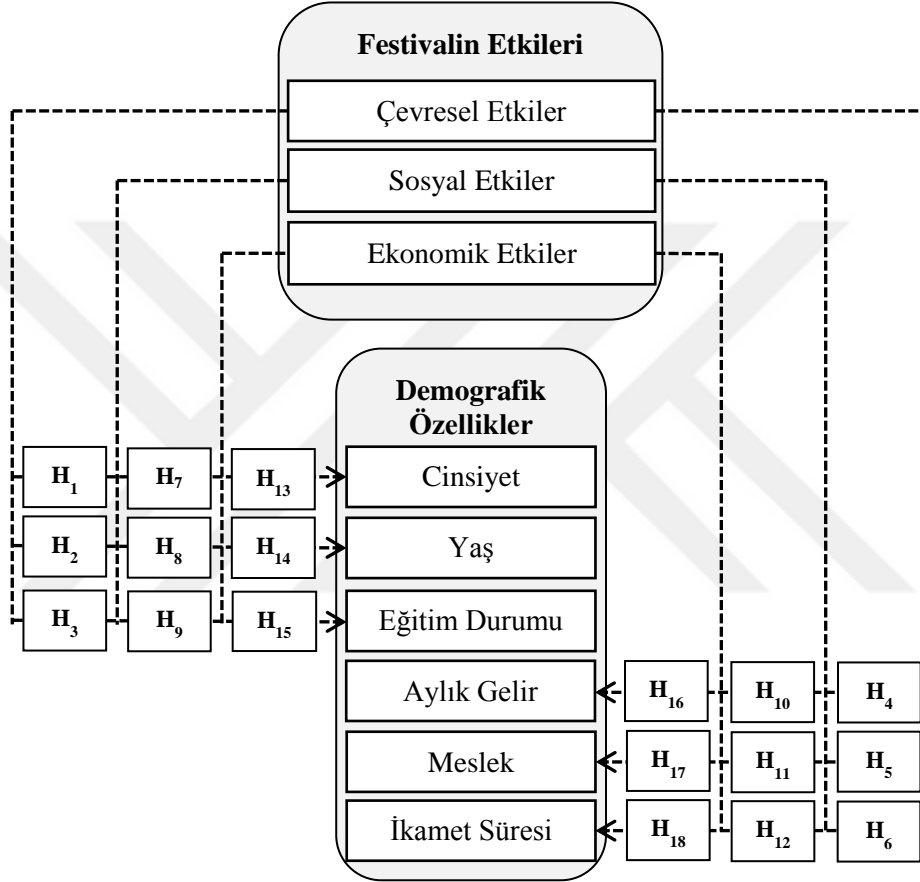 Festivalin Etkileri
Çevresel Etkiler
Sosyal Etkiler
Ekonomik Etkiler
Demografik
Özellikler
H1 H7 H13 Cinsiyet
H2 H8 H14 Yaş
H3 H9 H15 Eğitim Durumu
Aylık Gelir H16 H10 H4
Meslek H17 H11 H5
İkamet Süresi H18 H12 H6